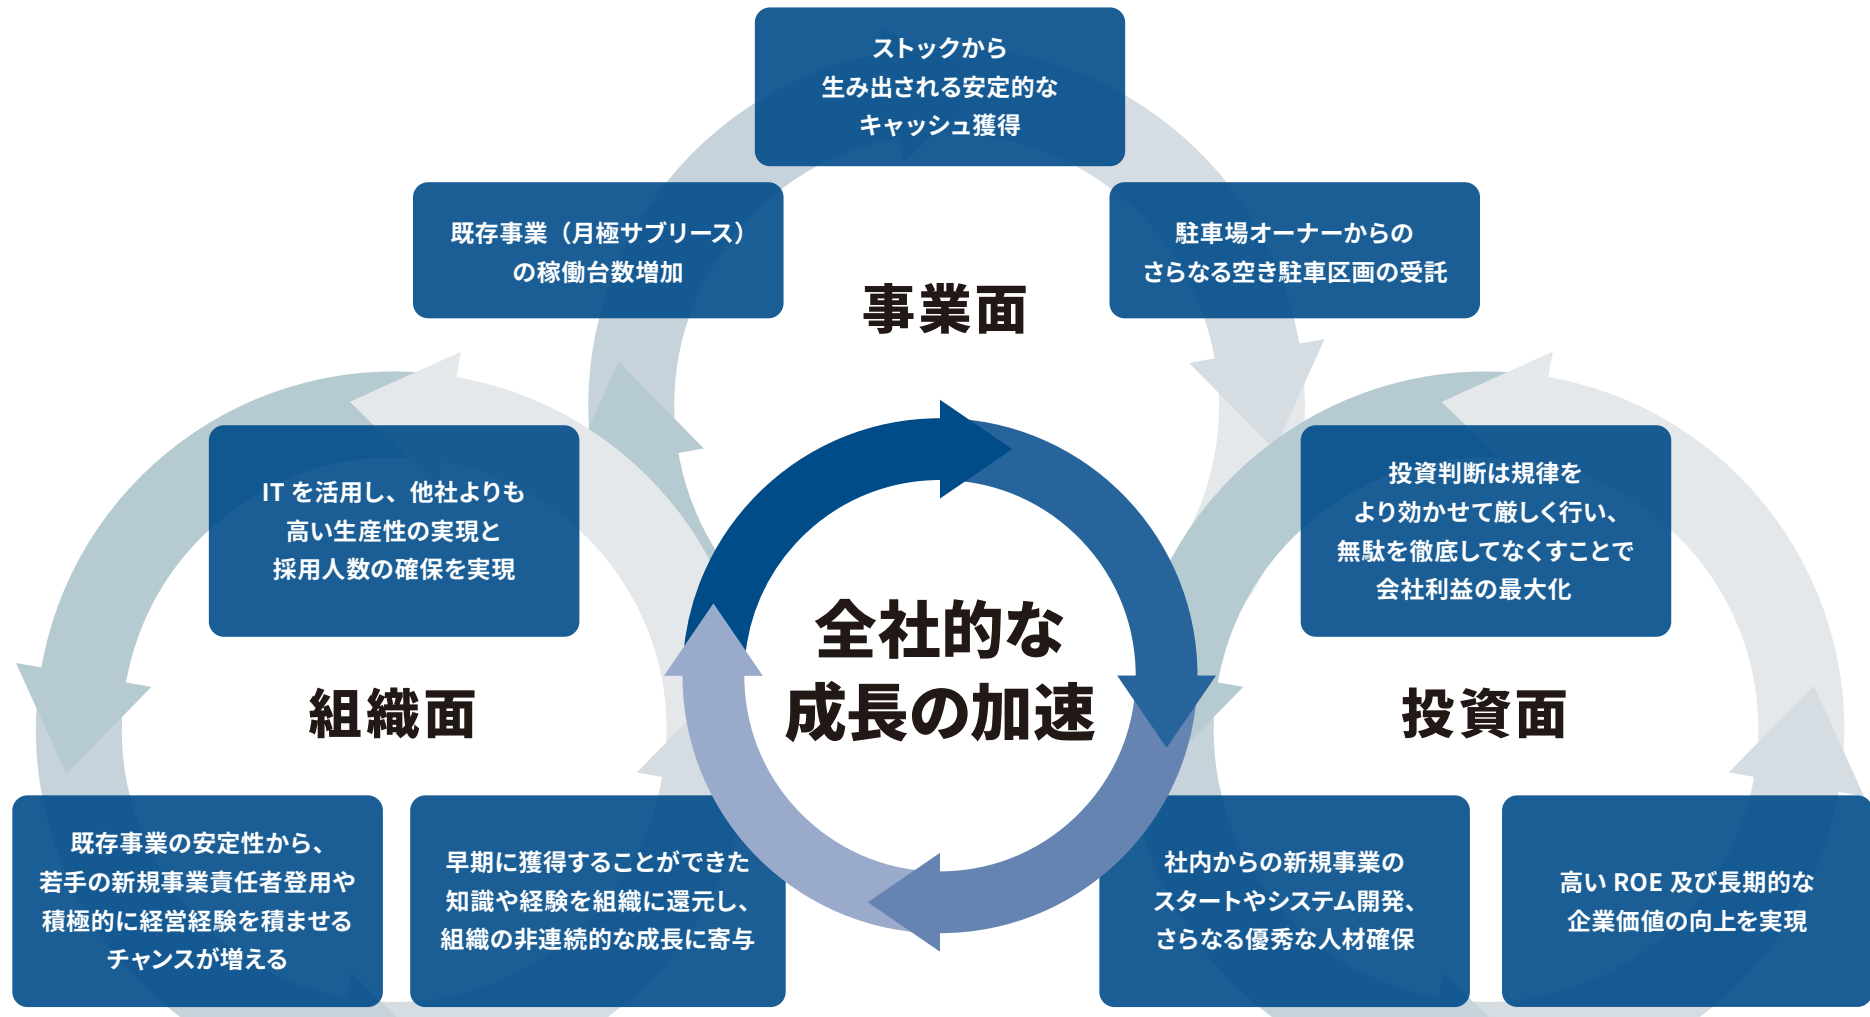 ストックから
生み出される安定的な
キャッシュ獲得
既存事業（月極サブリース）
の稼働台数増加
駐車場オーナーからの
さらなる空き駐車区画の受託
事業面
IT を活用し、他社よりも
高い生産性の実現と
採用人数の確保を実現
投資判断は規律を
より効かせて厳しく行い、
無駄を徹底してなくすことで
会社利益の最大化
全社的な
成長の加速
組織面
投資面
既存事業の安定性から、
若手の新規事業責任者登用や
積極的に経営経験を積ませる
チャンスが増える
早期に獲得することができた
知識や経験を組織に還元し、
組織の非連続的な成長に寄与
社内からの新規事業の
スタートやシステム開発、
さらなる優秀な人材確保
高い ROE 及び長期的な
企業価値の向上を実現